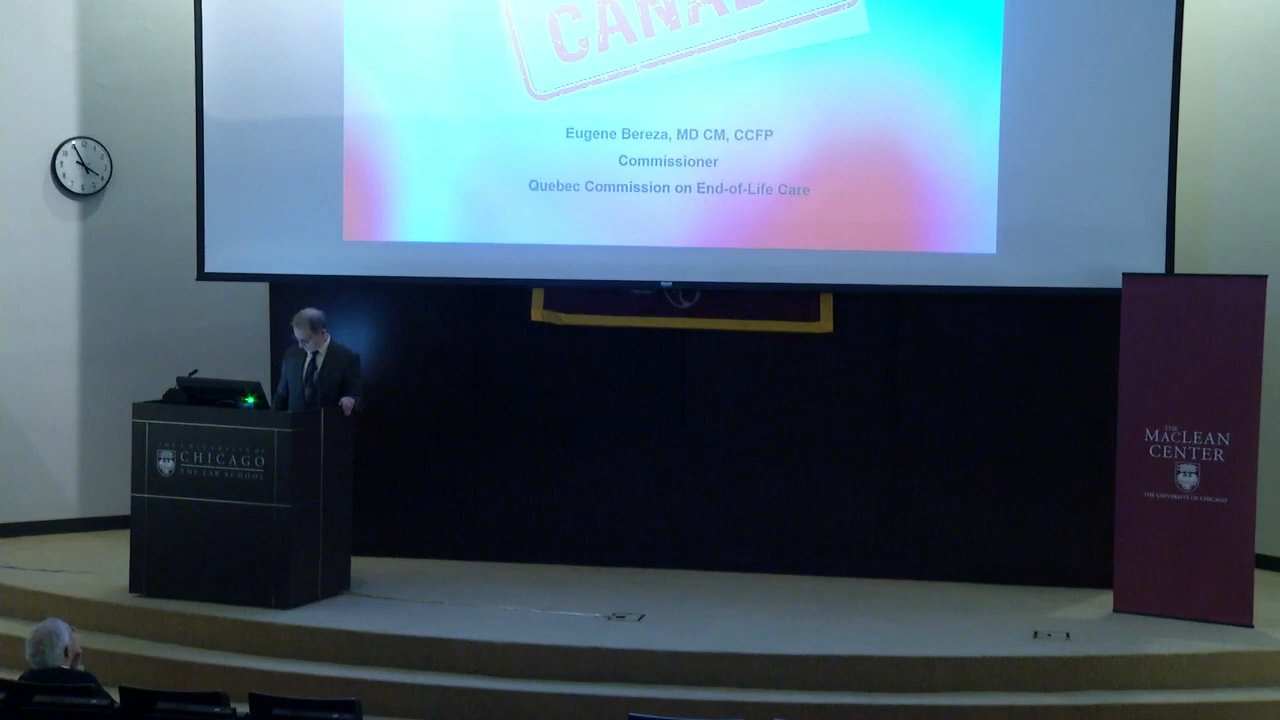 CANAD
Eugene Bereza, MD CM, CCFP
Commissioner
Quebec Commission on End-of-Life Care
THE UNIVERSITY OF
CHICAGO
THE LAW SCHOOL
THE
MACLEAN
CENTER
THE UNIVERSITY OF CHICAGO